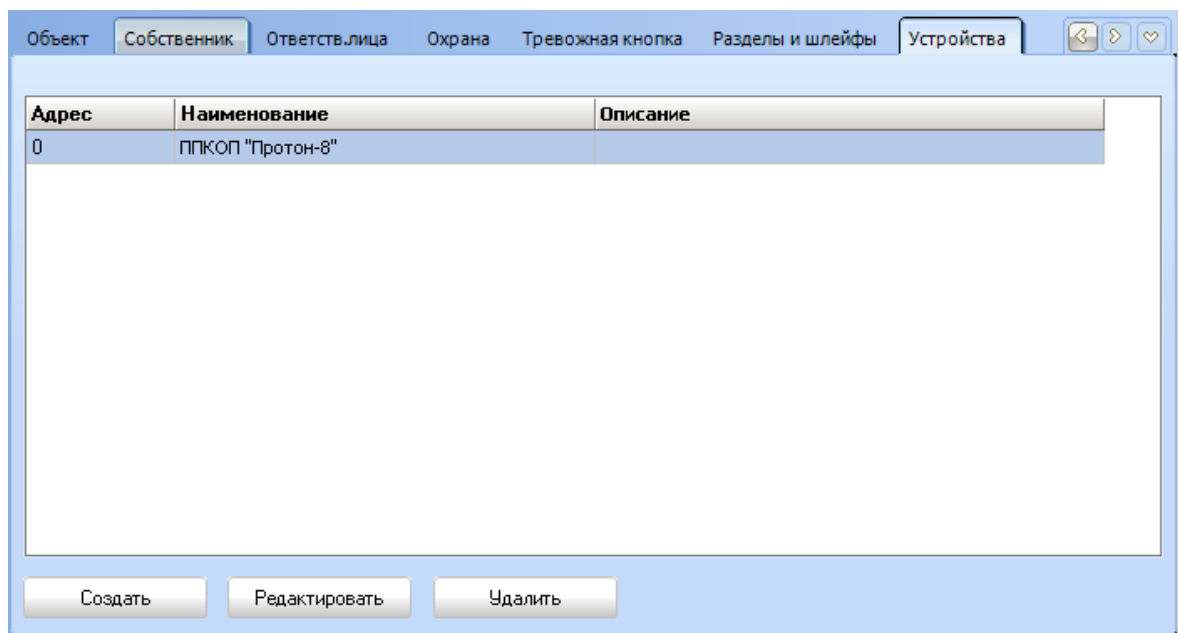 Объект Собственник Ответств.лица Охрана Тревожная кнопка Разделы и шлейфы Устройства
Адрес Наименование Описание
0 ППКОП "Протон-8"
Создать Редактировать Удалить